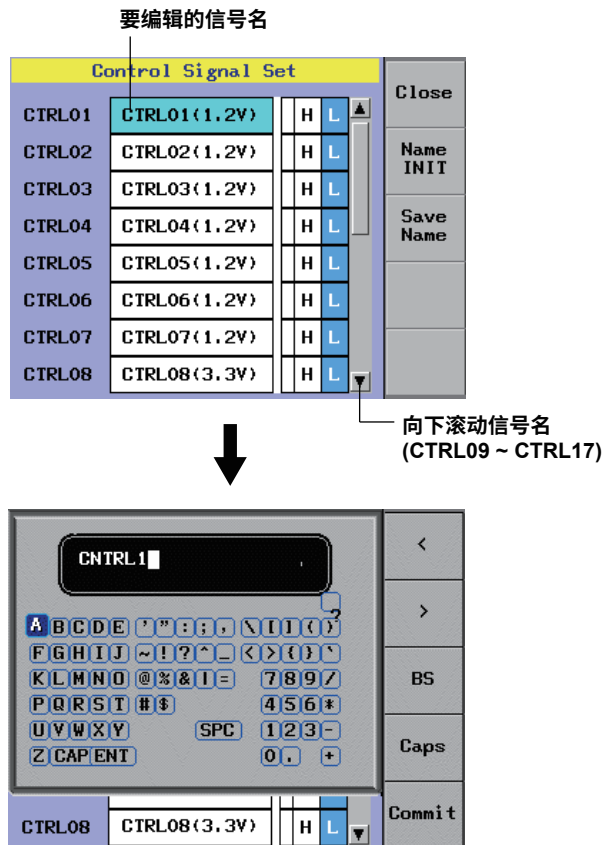 要编辑的信号名
Control Signal Set
Close
CTRL01 CTRL01(1.2V) H L
CTRL02 CTRL02(1.2V) H L
Name
INIT
CTRL03 CTRL03(1.2V) H L
Save
Name
CTRL04 CTRL04(1.2V) H L
CTRL05 CTRL05(1.2V) H L
CTRL06 CTRL06(1.2V) H L
CTRL07 CTRL07(1.2V) H L
CTRL08 CTRL08(3.3V) H L
向下滚动信号名
(CTRL09 ~ CTRL17)
CNTRL1
<
>
BS
Caps
Commit
?
A B C D E ' " : ; , \ [ ] ( )
F G H I J ~ ! ? ^ _ < > { } `
K L M N O @ % & | = 7 8 9 /
P Q R S T # $ 4 5 6 *
U V W X Y SPC 1 2 3 -
Z CAP ENT 0 . +
CTRL08 CTRL08(3.3V) H L